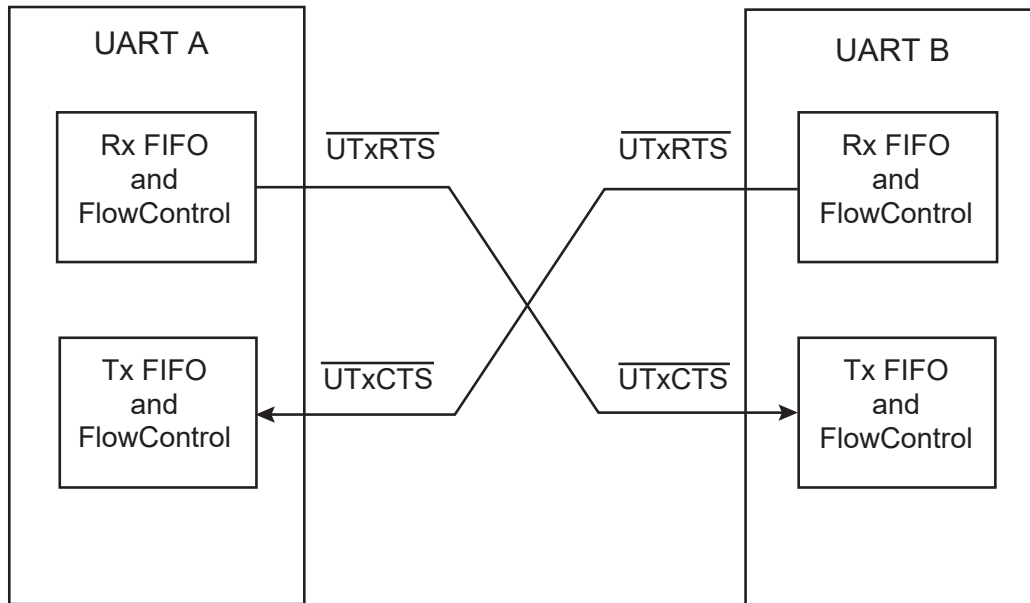 UART A
UART B
Rx FIFO
and
FlowControl
UTxRTS
UTxRTS
Rx FIFO
and
FlowControl
Tx FIFO
and
FlowControl
UTxCTS
UTxCTS
Tx FIFO
and
FlowControl